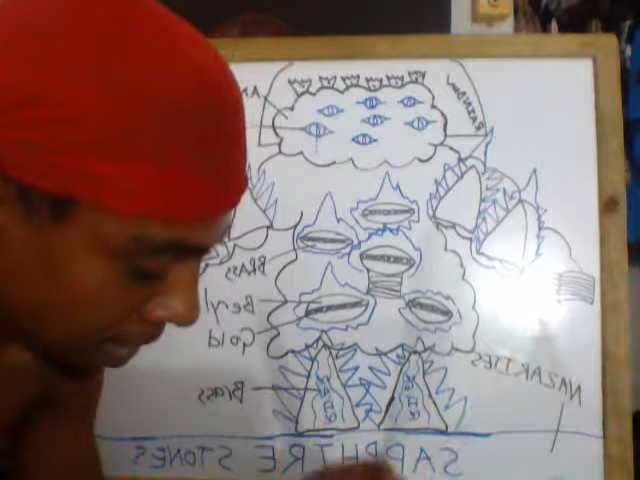 BRASS
Beryl
Gold
NAZARITES
Brass
SAPPHIRE STONES